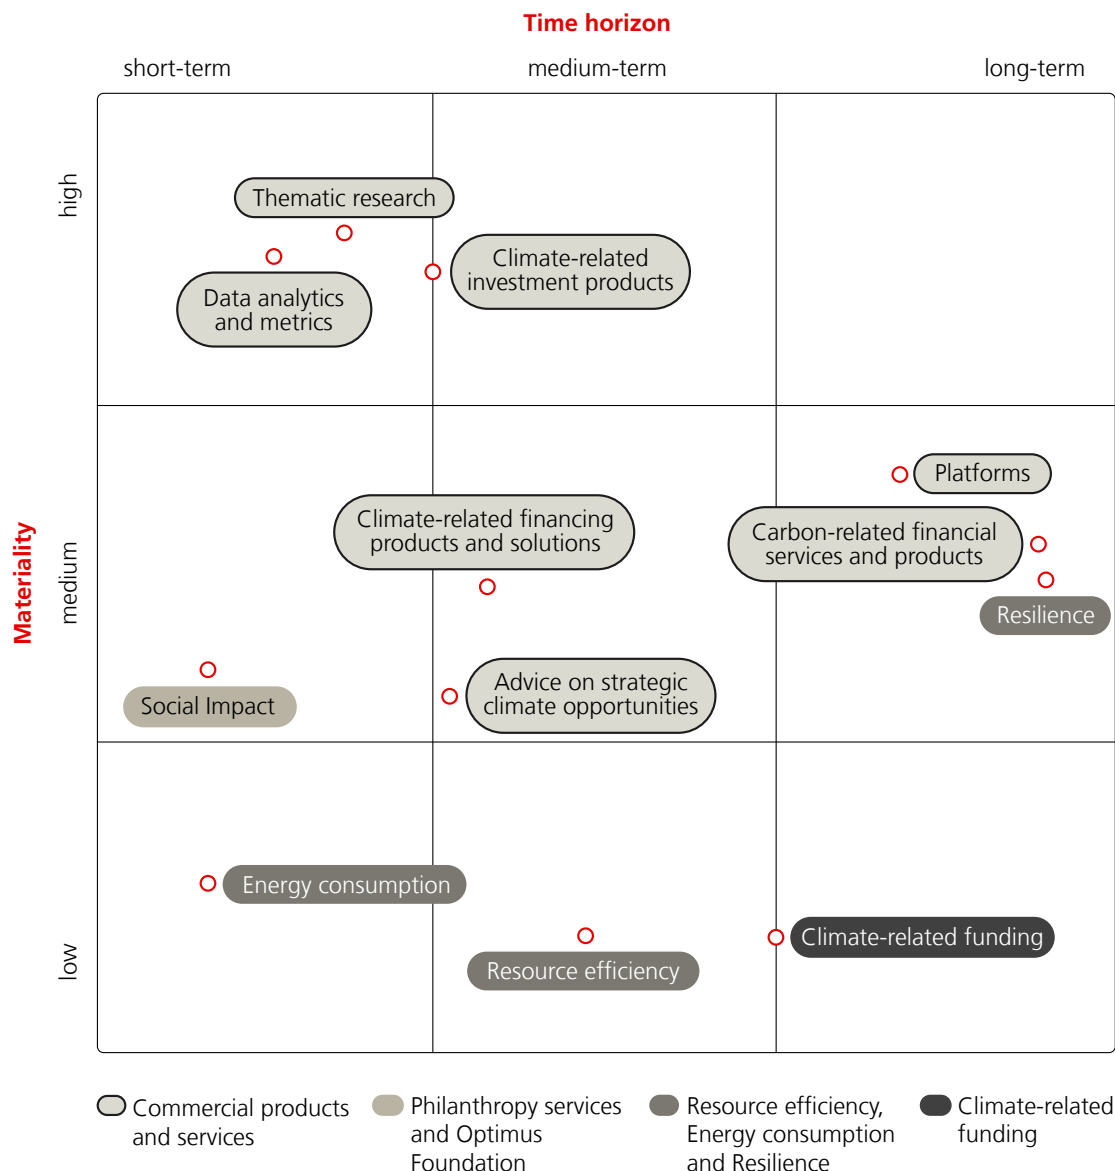 Time horizon
short-term
medium-term
long-term
Materiality
high
medium
low
Thematic research
Data analytics
and metrics
Climate-related
investment products
Platforms
Climate-related financing
products and solutions
Carbon-related financial
services and products
Resilience
Social Impact
Advice on strategic
climate opportunities
Energy consumption
Resource efficiency
Climate-related funding
Commercial products
and services
Philanthropy services
and Optimus
Foundation
Resource efficiency,
Energy consumption
and Resilience
Climate-related
funding